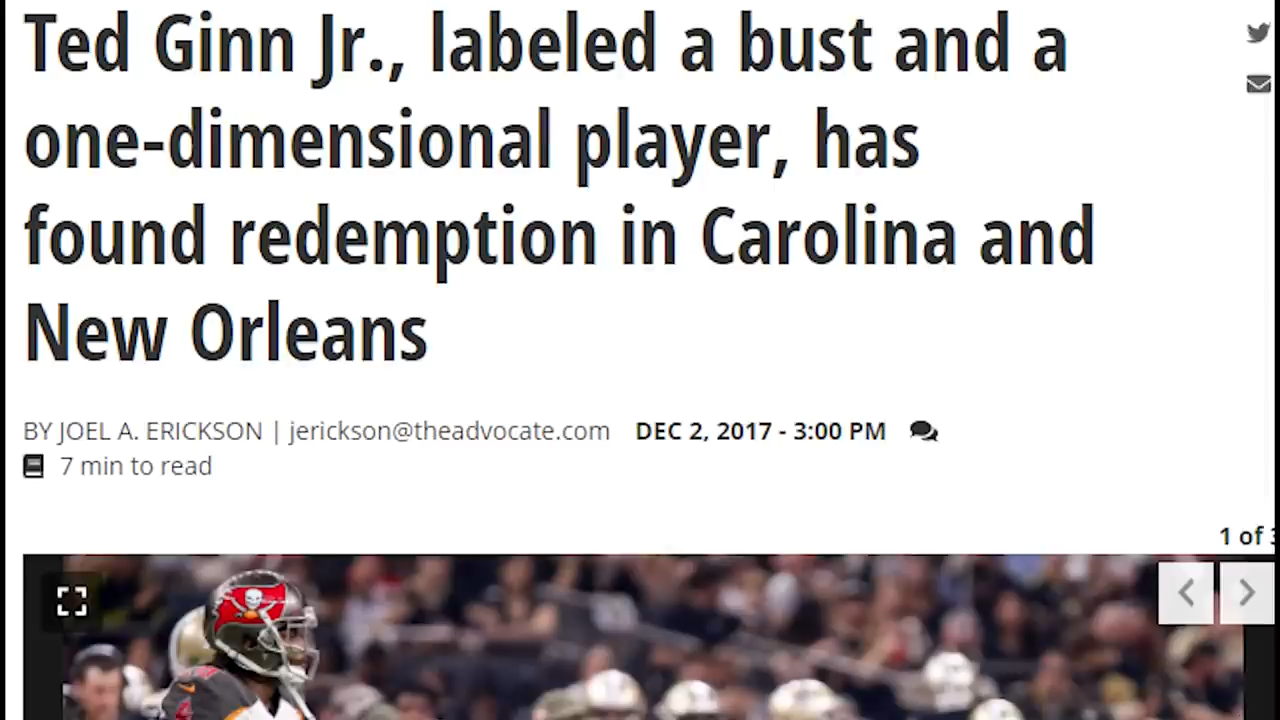 Ted Ginn Jr., labeled a bust and a
one-dimensional player, has
found redemption in Carolina and
New Orleans
BY JOEL A. ERICKSON | jerickson@theadvocate.com DEC 2, 2017 - 3:00 PM
7 min to read
1 of